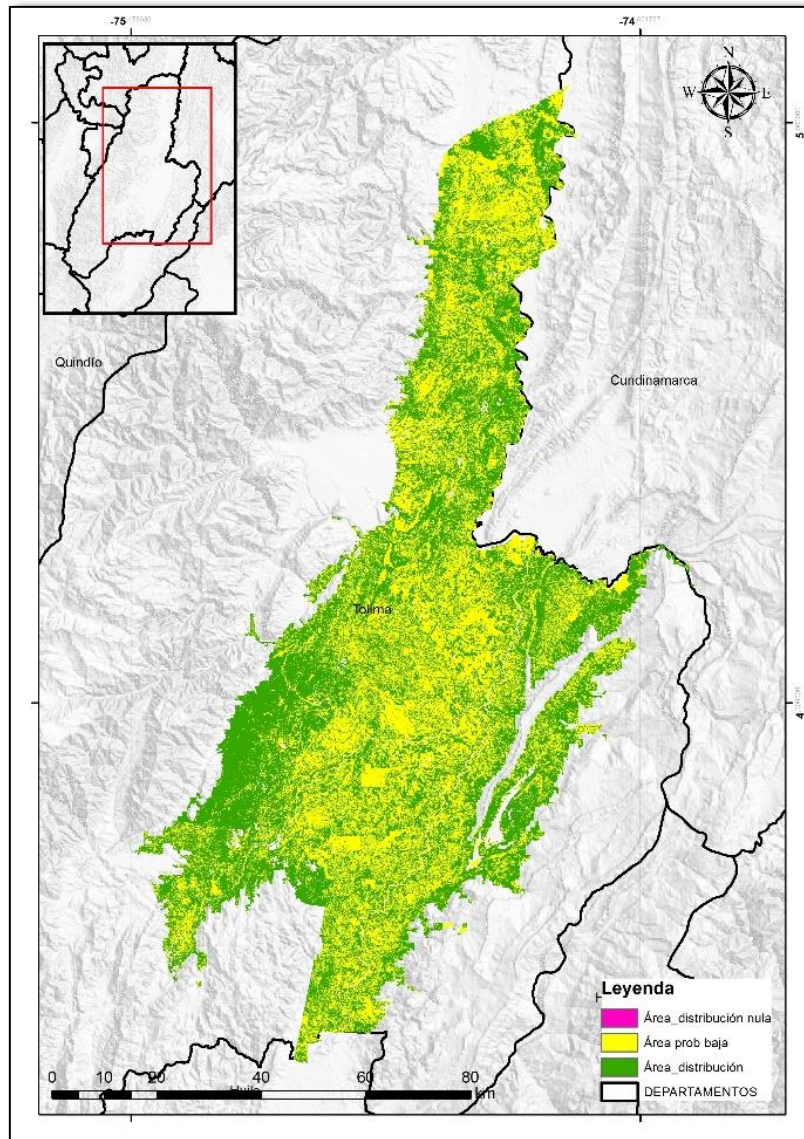 -75
-74
N
W E
S
5
Quindío
Cundinamarca
Tolima
4
Leyenda
Área_distribución nula
Área prob baja
Área_distribución
DEPARTAMENTOS
H
Huila
0 10 20 40 60 80
km